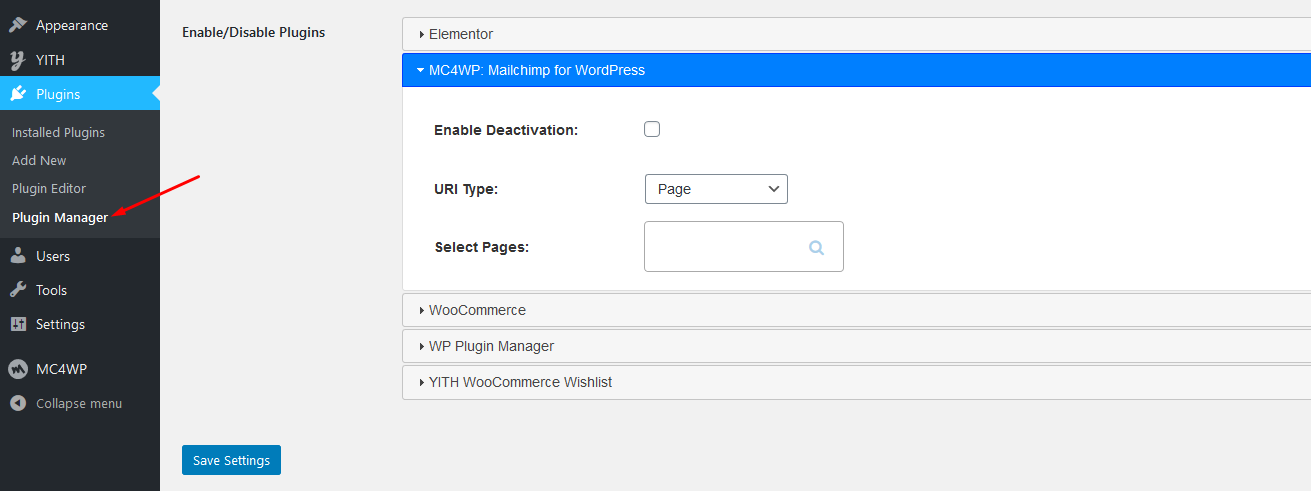 Appearance
YITH
Plugins
Installed Plugins
Add New
Plugin Editor
Plugin Manager
Users
Tools
Settings
MC4WP
Collapse menu
Enable/Disable Plugins
Elementor
MC4WP: Mailchimp for WordPress
Enable Deactivation:
URI Type:
Page
Select Pages:
WooCommerce
WP Plugin Manager
YITH WooCommerce Wishlist
Save Settings